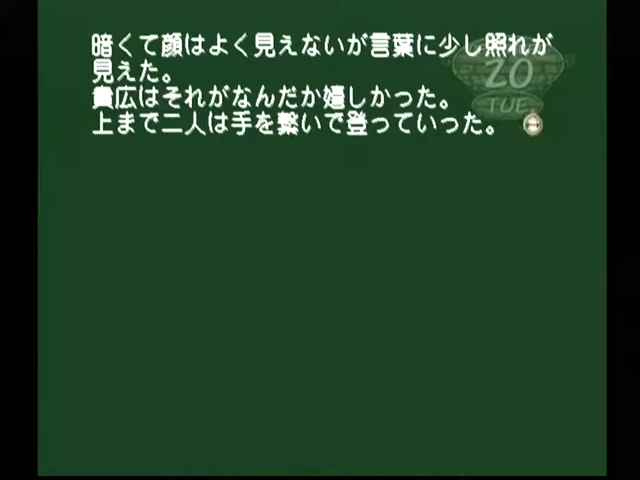 暗くて顔はよく見えないが言葉に少し照れが
見えた。
貴広はそれがなんだか嬉しかった。
上まで二人は手を繋いで登っていった。
20
TUE